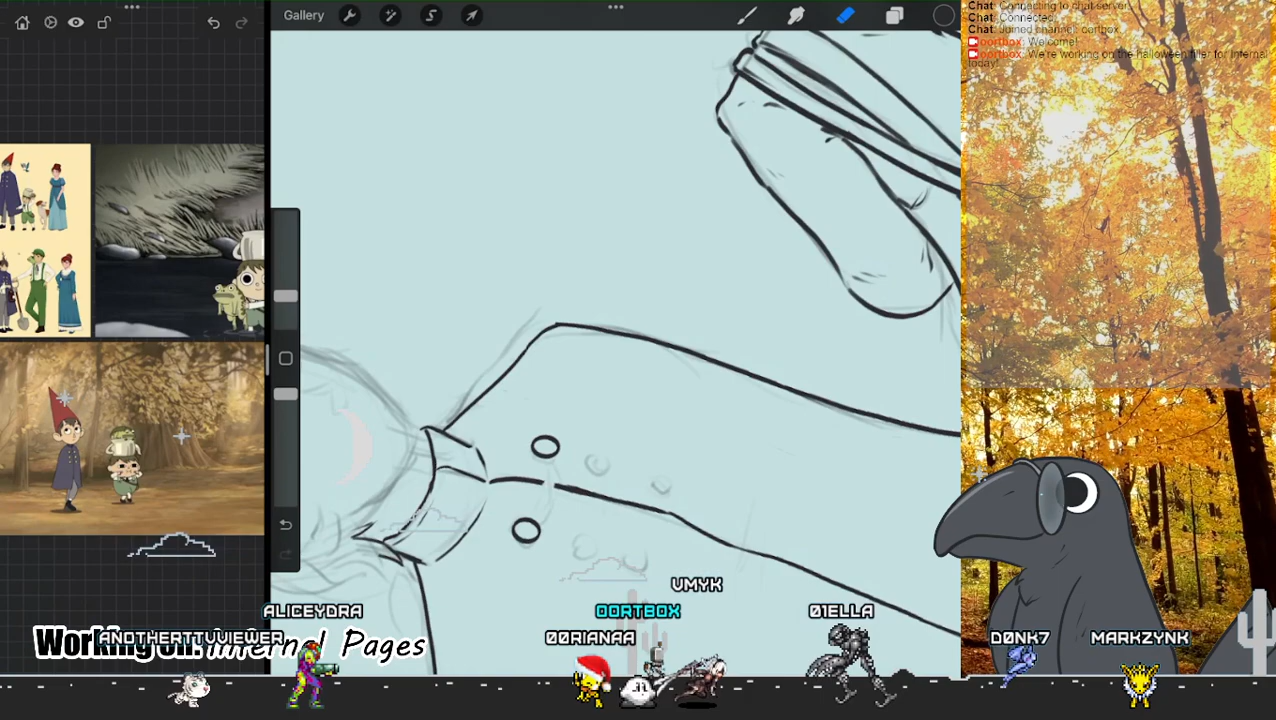 Gallery
Chat: Connecting to chat server...
Chat: Connected
Chat: Joined channel: oortbox
oortbox: Welcome!
oortbox: We're working on the halloween filler for Internal
today!
VMYK
ALICEYDRA
OORTBOX
01ELLA
00RIANAA
D0NK7
MARKZYNK
ANOTHERTTVVIEWER
Working on: Internal Pages